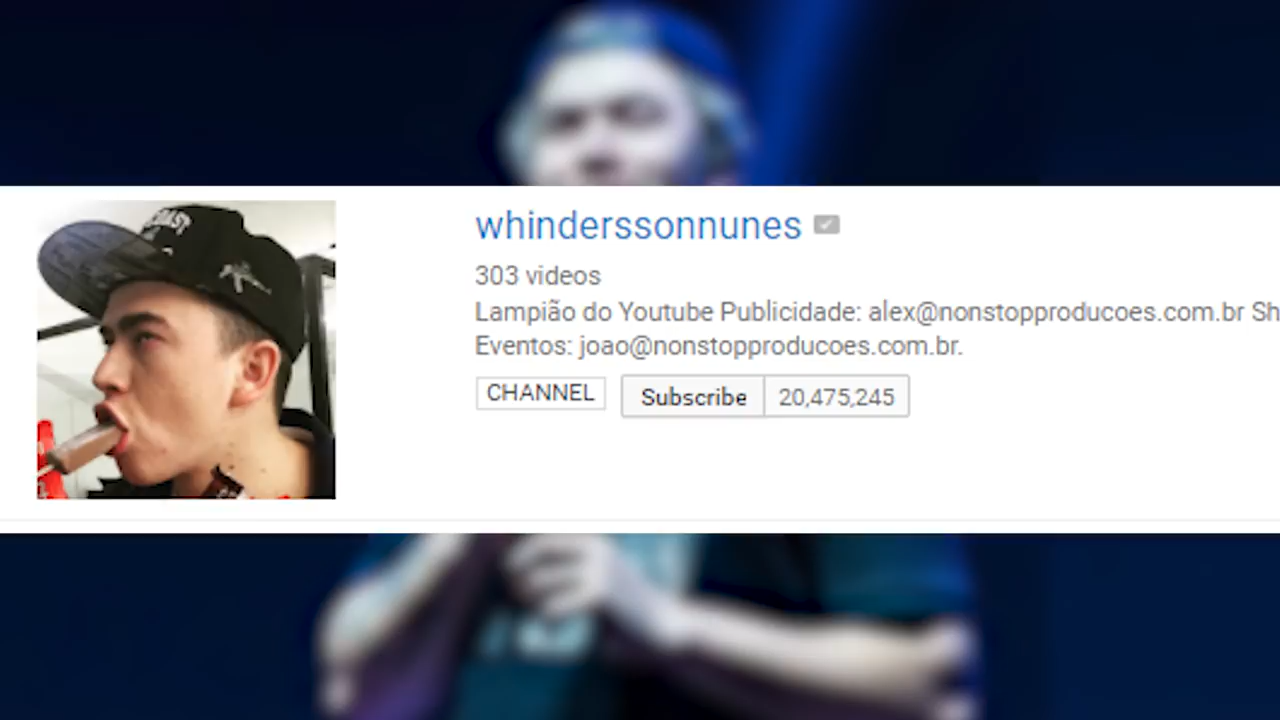 whinderssonnunes
303 videos
Lampião do Youtube Publicidade: alex@nonstopproducoes.com.br Sh
Eventos: joao@nonstopproducoes.com.br.
CHANNEL Subscribe 20,475,245